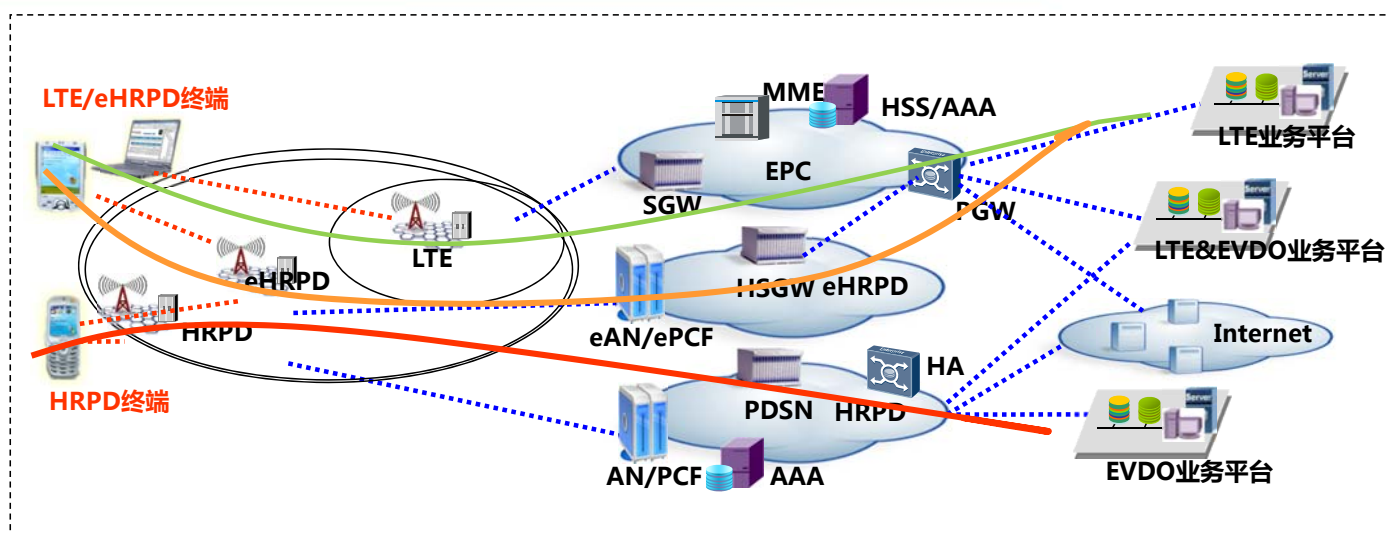 MME
LTE/eHRPD终端
HSS/AAA
LTE业务平台
EPC
SGW
PGW
LTE
LTE&EVDO业务平台
eHRPD
HSGW eHRPD
HRPD
eAN/ePCF
Internet
HA
HRPD终端
PDSN
HRPD
AN/PCF
AAA
EVDO业务平台
Server
Server
Server